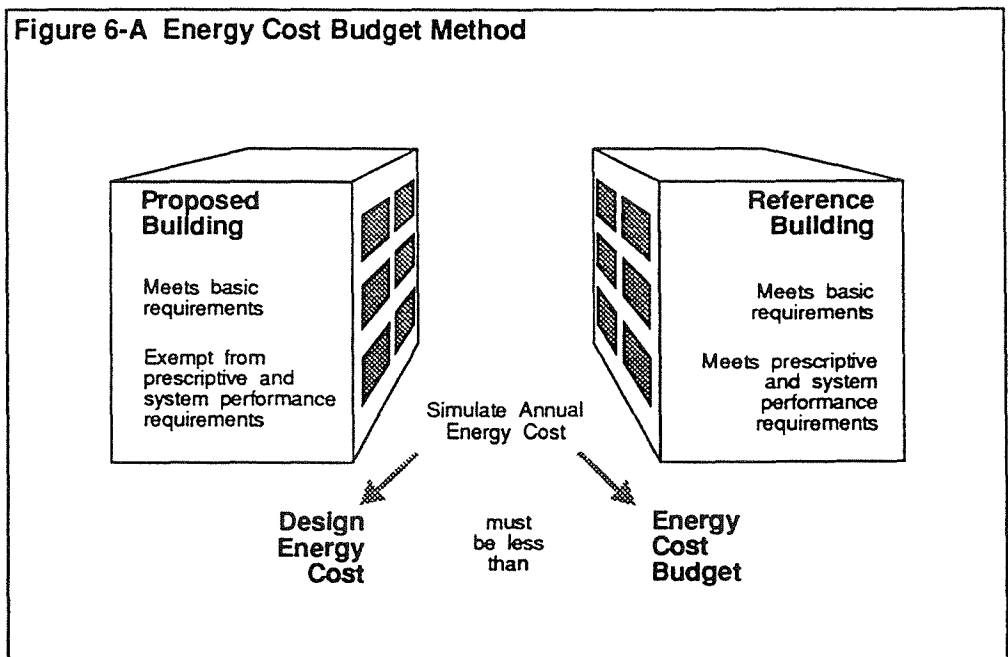 Figure 6-A Energy Cost Budget Method
Proposed
Building
Meets basic
requirements
Exempt from
prescriptive and
system performance
requirements
Reference
Building
Meets basic
requirements
Meets prescriptive
and system
performance
requirements
Simulate Annual
Energy Cost
Design
Energy
Cost
must
be less
than
Energy
Cost
Budget